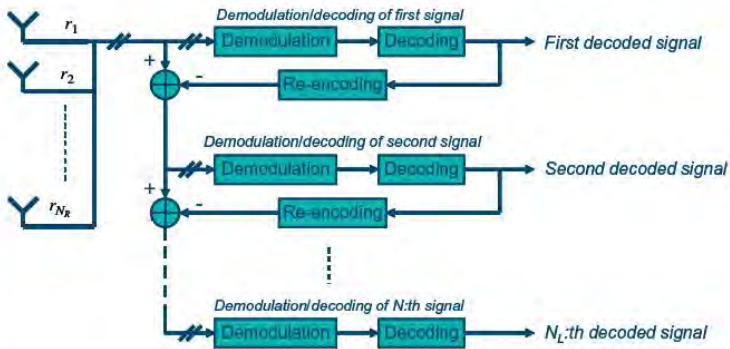 Demodulation/decoding of first signal
r1
Demodulation
Decoding
First decoded signal
+
-
Re-encoding
r2
Demodulation/decoding of second signal
Demodulation
Decoding
Second decoded signal
+
-
Re-encoding
rNR
Demodulation/decoding of N:th signal
Demodulation
Decoding
NL:th decoded signal